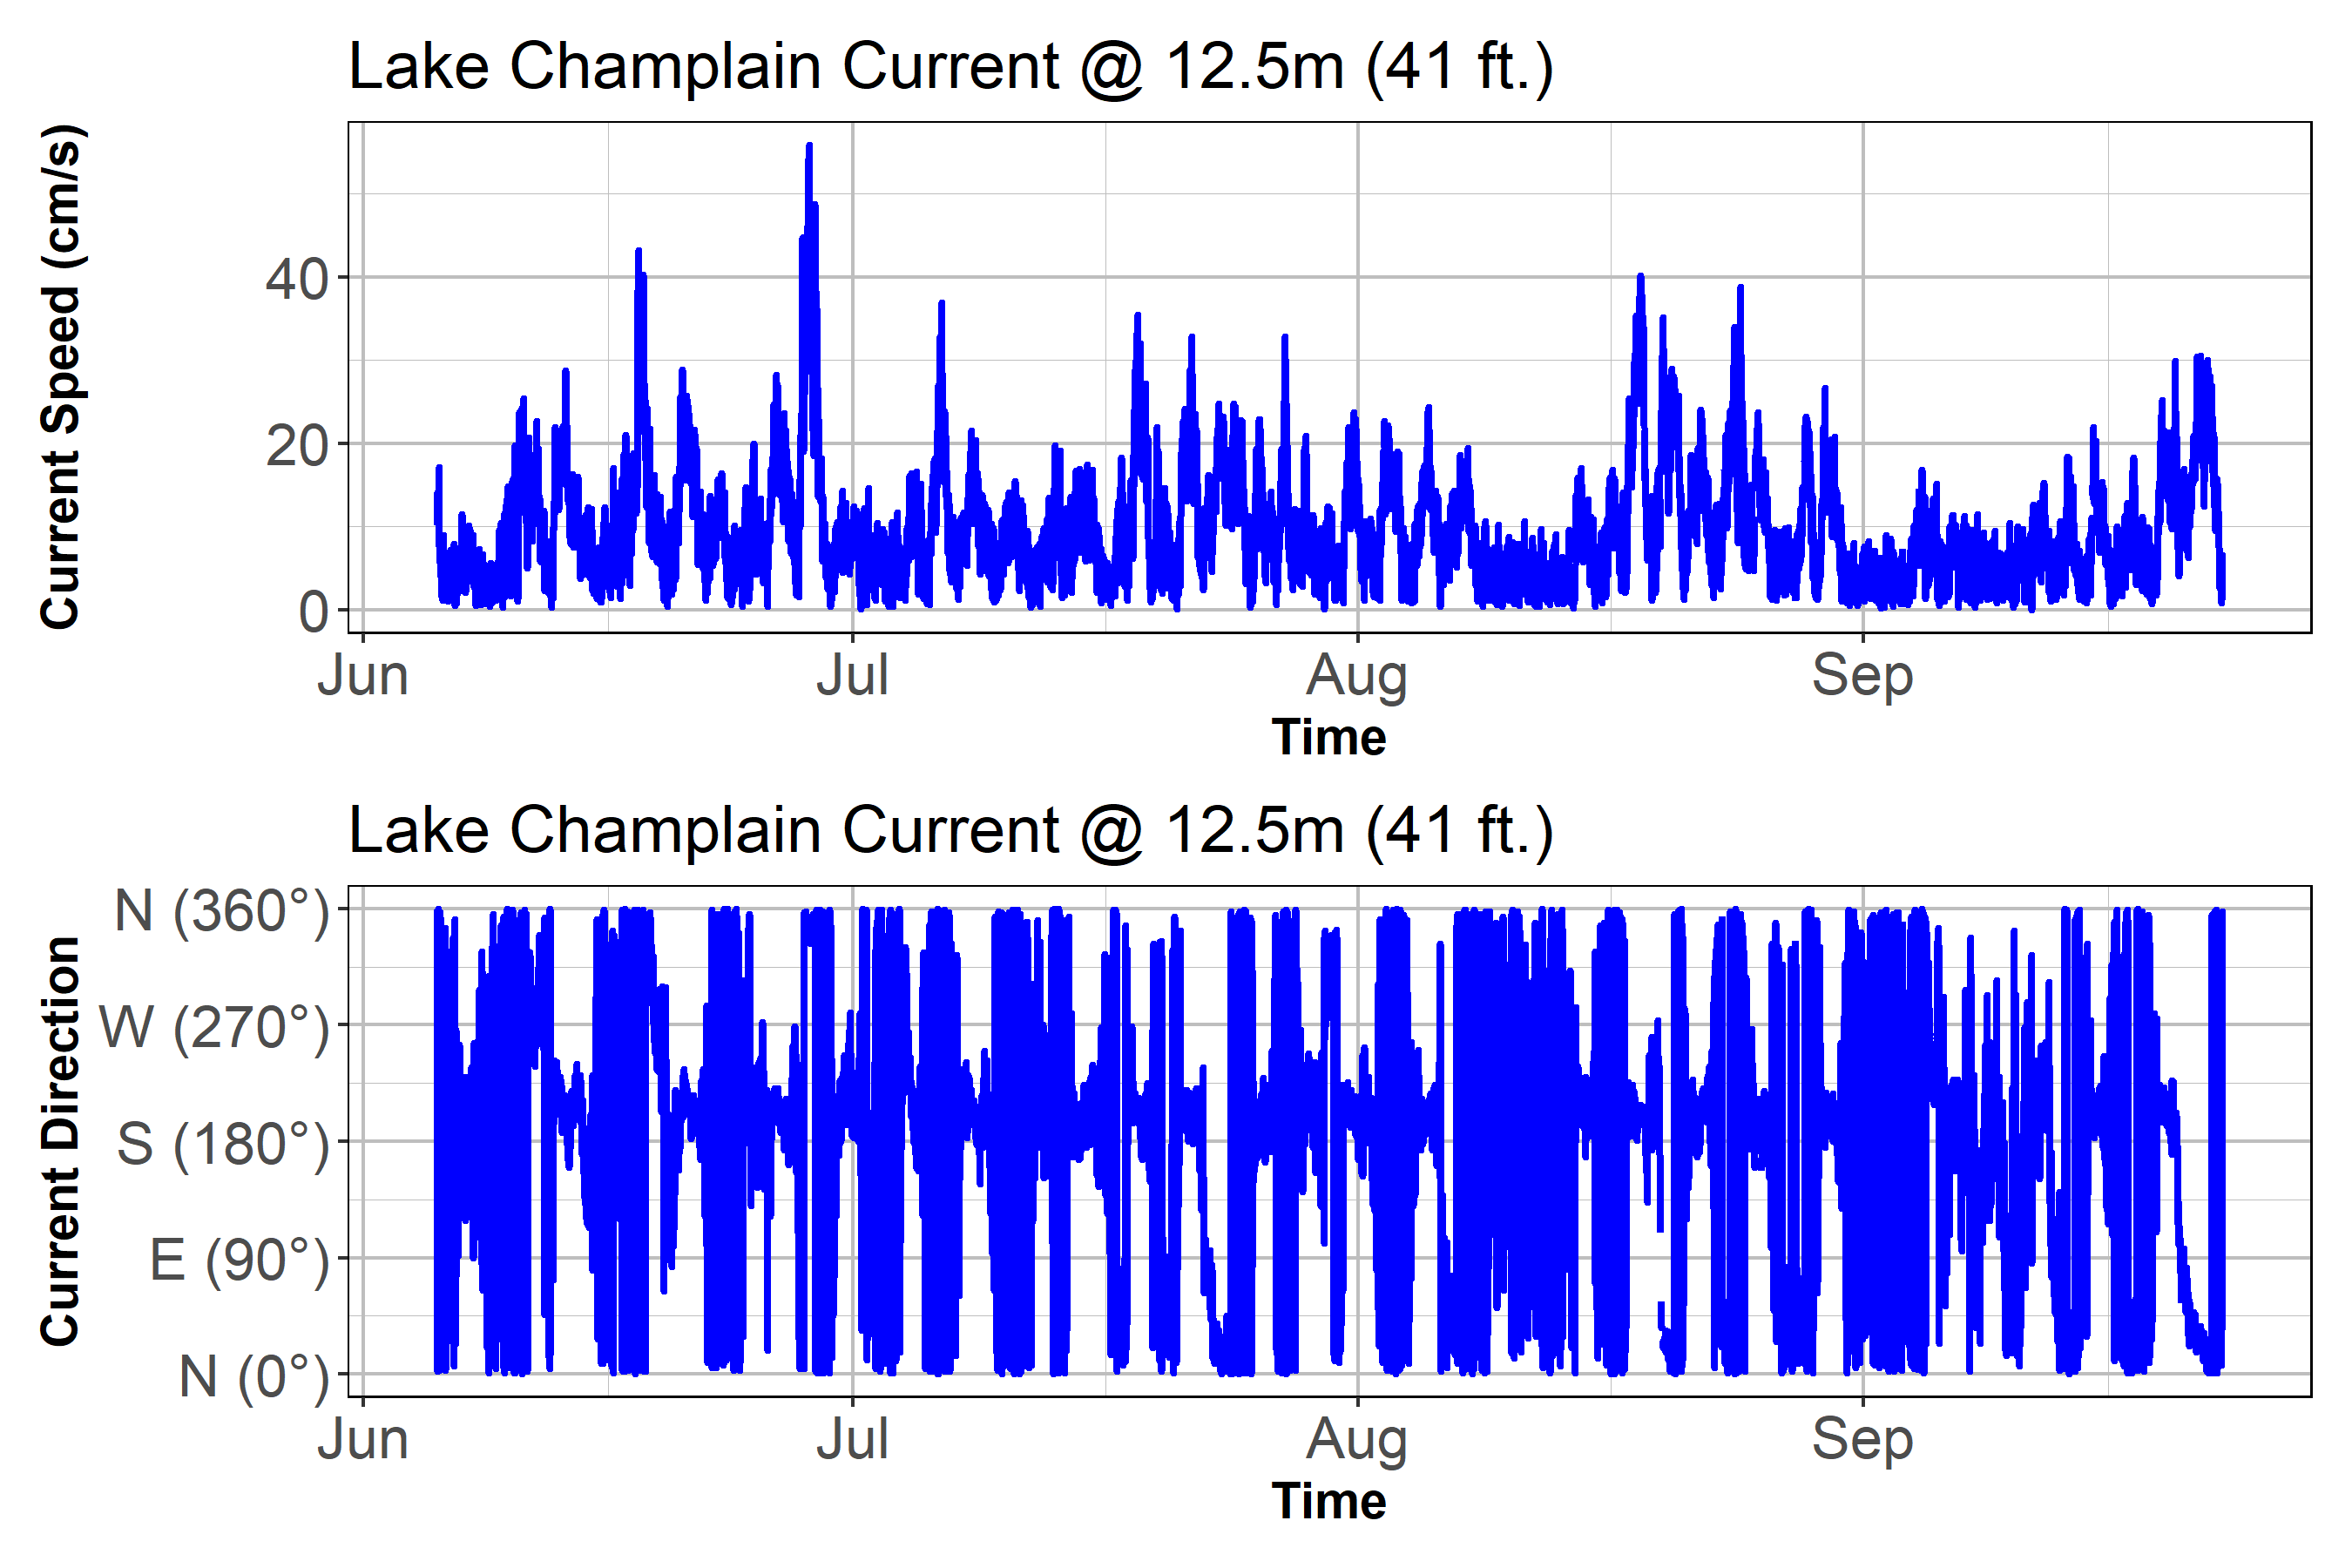 Lake Champlain Current @ 12.5m (41 ft.)
Current Speed (cm/s)
40
20
0
Jun Jul Aug Sep
Time
Lake Champlain Current @ 12.5m (41 ft.)
Current Direction
N (360°)
W (270°)
S (180°)
E (90°)
N (0°)
Jun Jul Aug Sep
Time